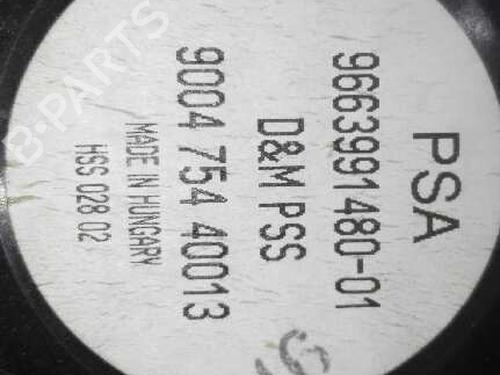 PSA
9663991480-01
D&M PSS
9004 754 40013
MADE IN HUNGARY
HSS 028 02
B-PARTS